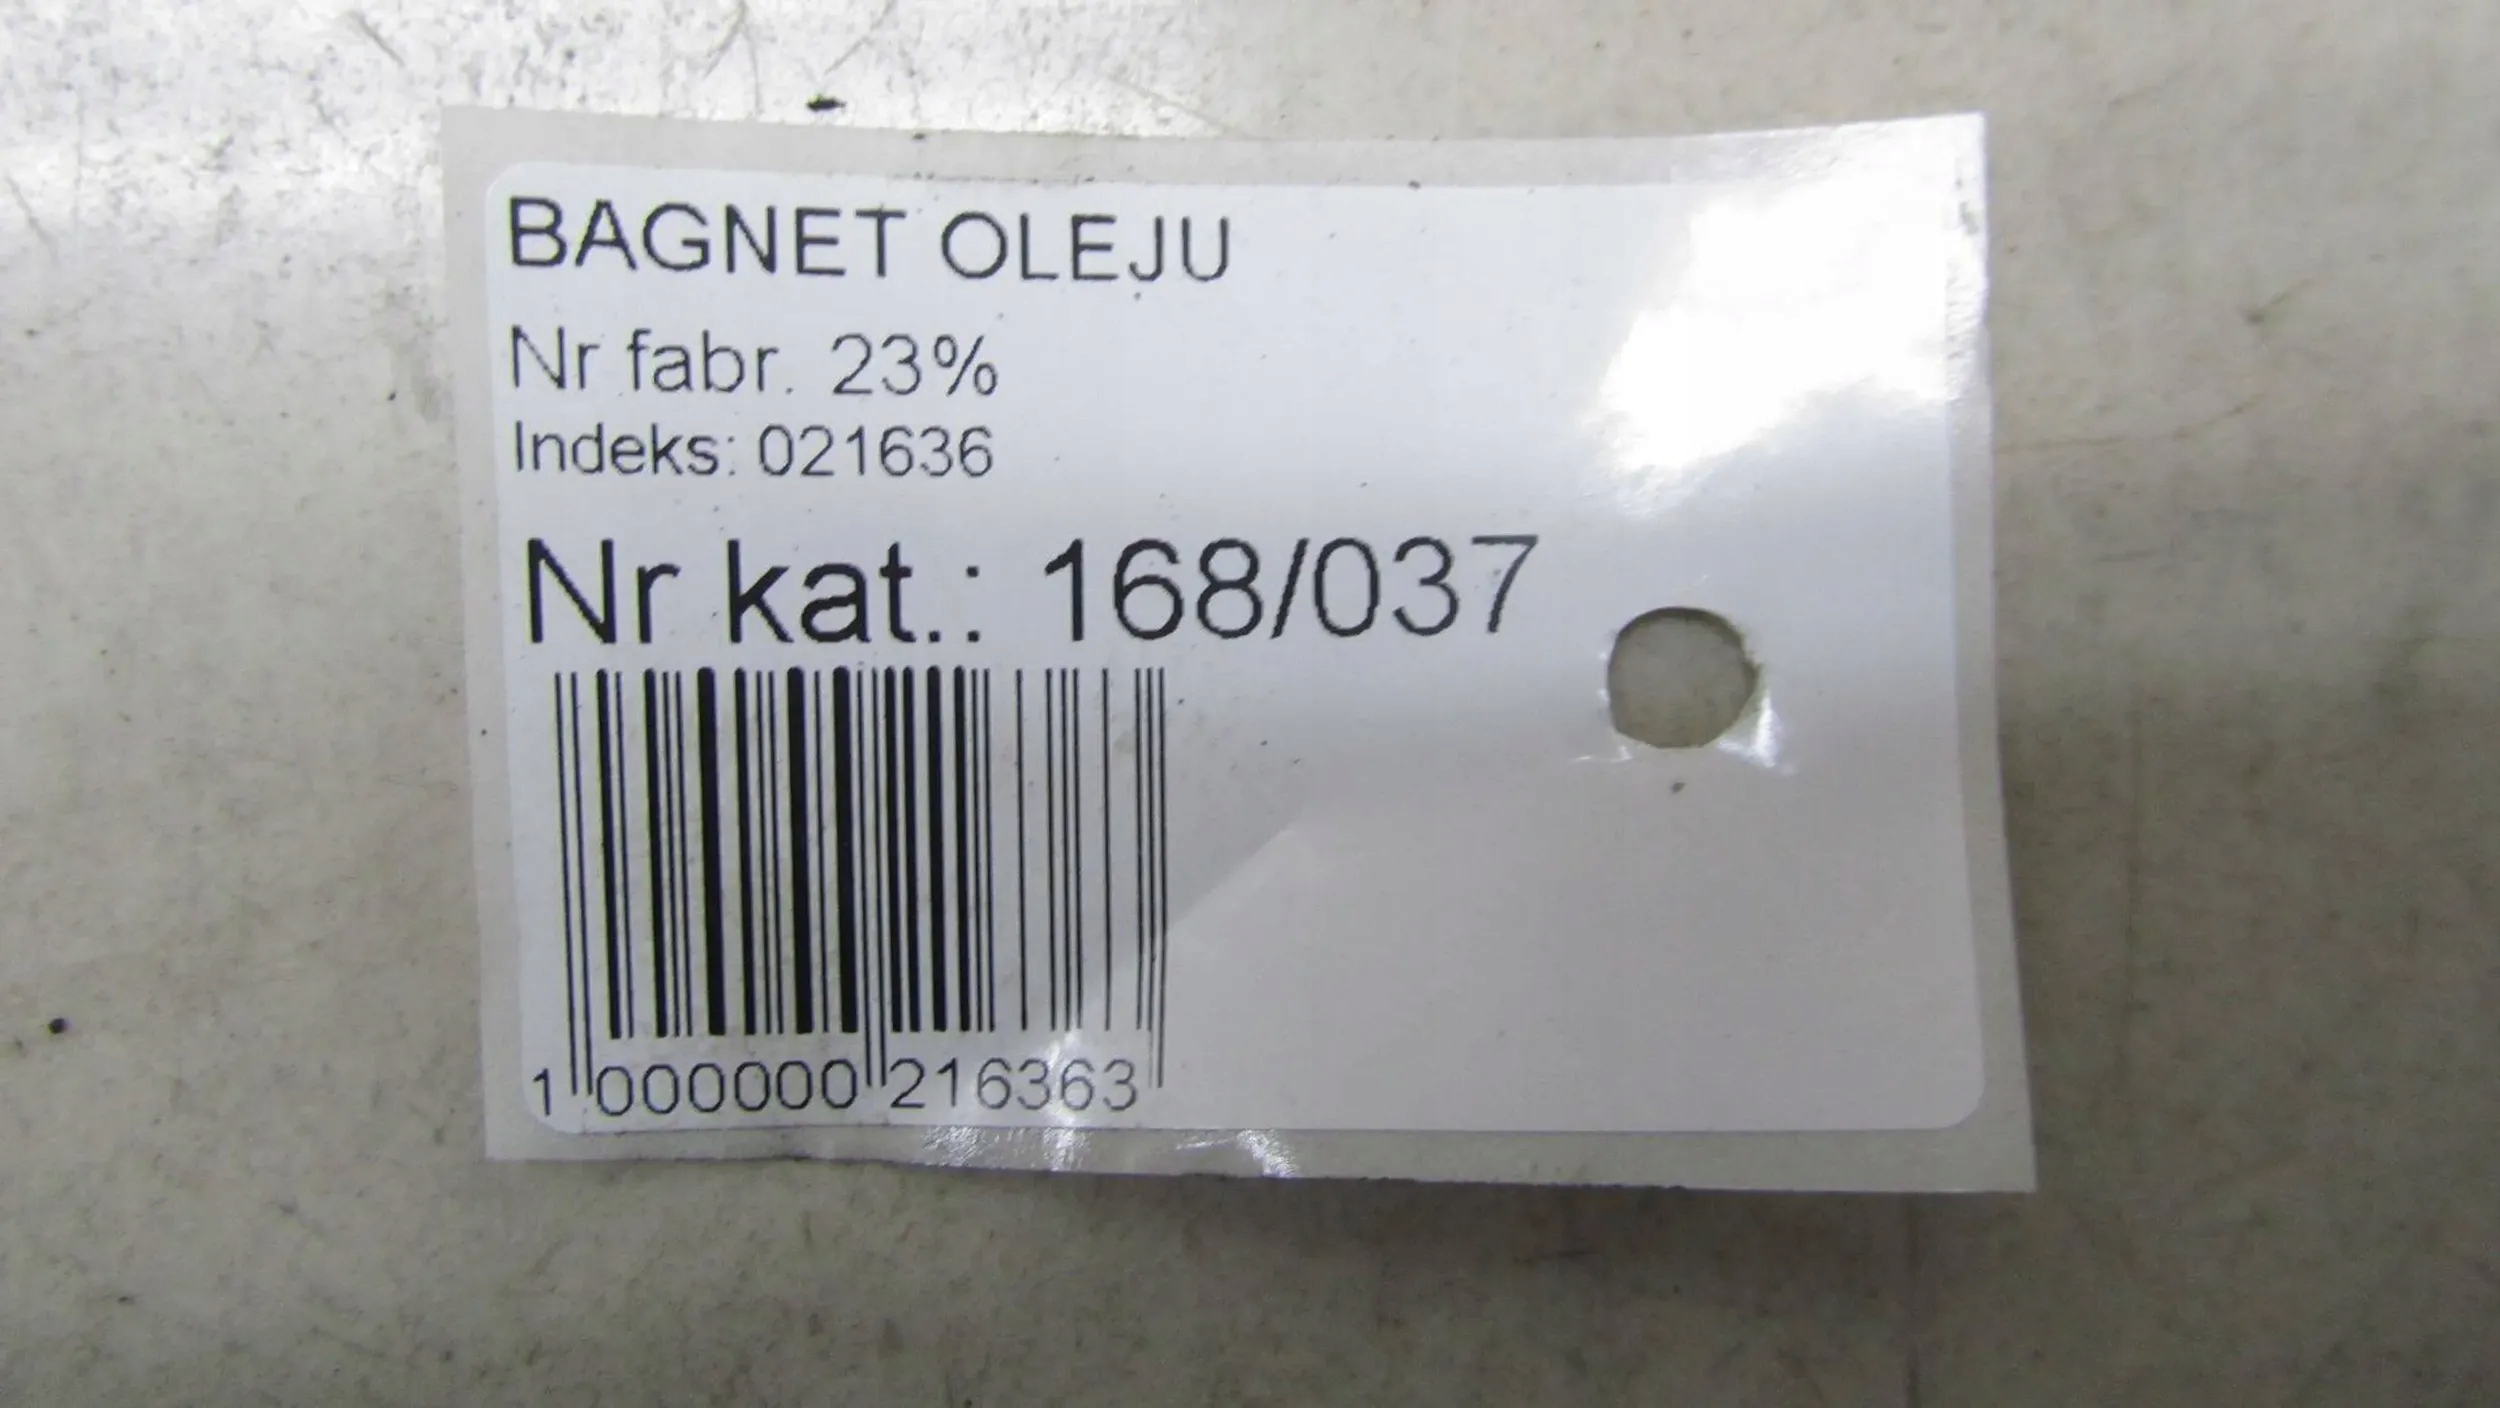 BAGNET OLEJU
Nr fabr. 23%
Indeks: 021636
Nr kat.: 168/037
1 000000 216363